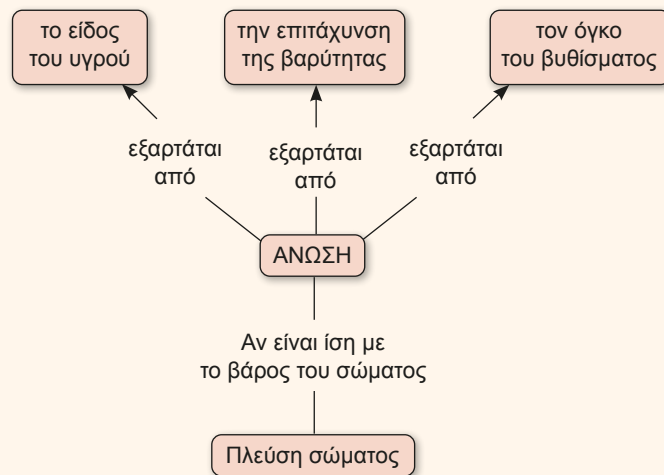 το είδος
του υγρού
την επιτάχυνση
της βαρύτητας
τον όγκο
του βυθίσματος
εξαρτάται
από
εξαρτάται
από
εξαρτάται
από
ΑΝΩΣΗ
Αν είναι ίση με
το βάρος του σώματος
Πλεύση σώματος